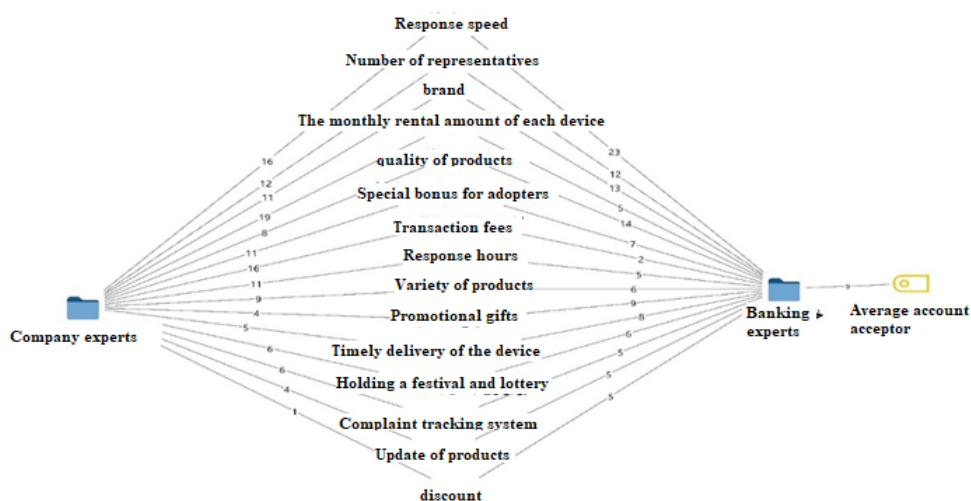 Response speed
Number of representatives
brand
The monthly rental amount of each device
quality of products
Special bonus for adopters
Transaction fees
Response hours
Variety of products
Promotional gifts
Timely delivery of the device
Holding a festival and lottery
Complaint tracking system
Update of products
discount
Company experts
16
12
11
19
8
11
16
11
9
4
5
6
6
4
1
23
12
13
5
14
7
2
5
6
9
8
6
5
5
5
Banking
experts
9
Average account
acceptor